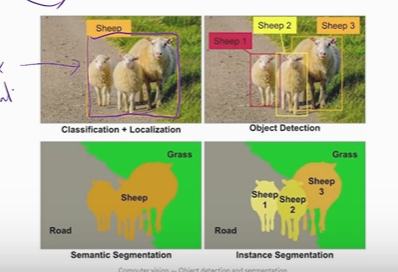 Sheep
Sheep 1
Sheep 2
Sheep 3
Classification + Localization
Object Detection
Grass
Sheep
Road
Grass
Sheep 1
Sheep 2
Sheep 3
Road
Semantic Segmentation
Instance Segmentation
Computer vision — Object detection and segmentation